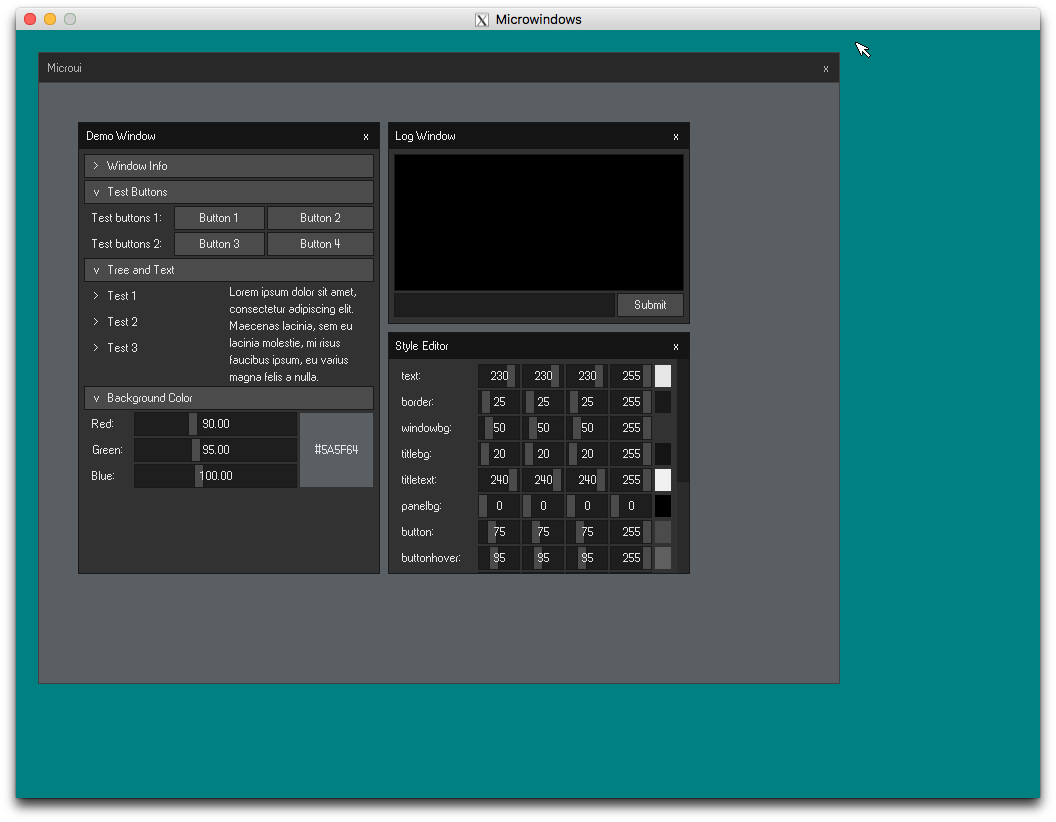 Microwindows
Microui x
Demo Window x
> Window Info
v Test Buttons
Test buttons 1: Button 1 Button 2
Test buttons 2: Button 3 Button 4
v Tree and Text
> Test 1
> Test 2
> Test 3
Lorem ipsum dolor sit amet,
consectetur adipiscing elit.
Maecenas lacinia, sem eu
lacinia molestie, mi risus
faucibus ipsum, eu varius
magna felis a nulla.
v Background Color
Red: 90.00
Green: 95.00
Blue: 100.00
#5A5F64
Log Window x
Submit
Style Editor x
text: 230 230 230 255
border: 25 25 25 255
windowbg: 50 50 50 255
titlebg: 20 20 20 255
titletext: 240 240 240 255
panelbg: 0 0 0 0
button: 75 75 75 255
buttonhover: 95 95 95 255